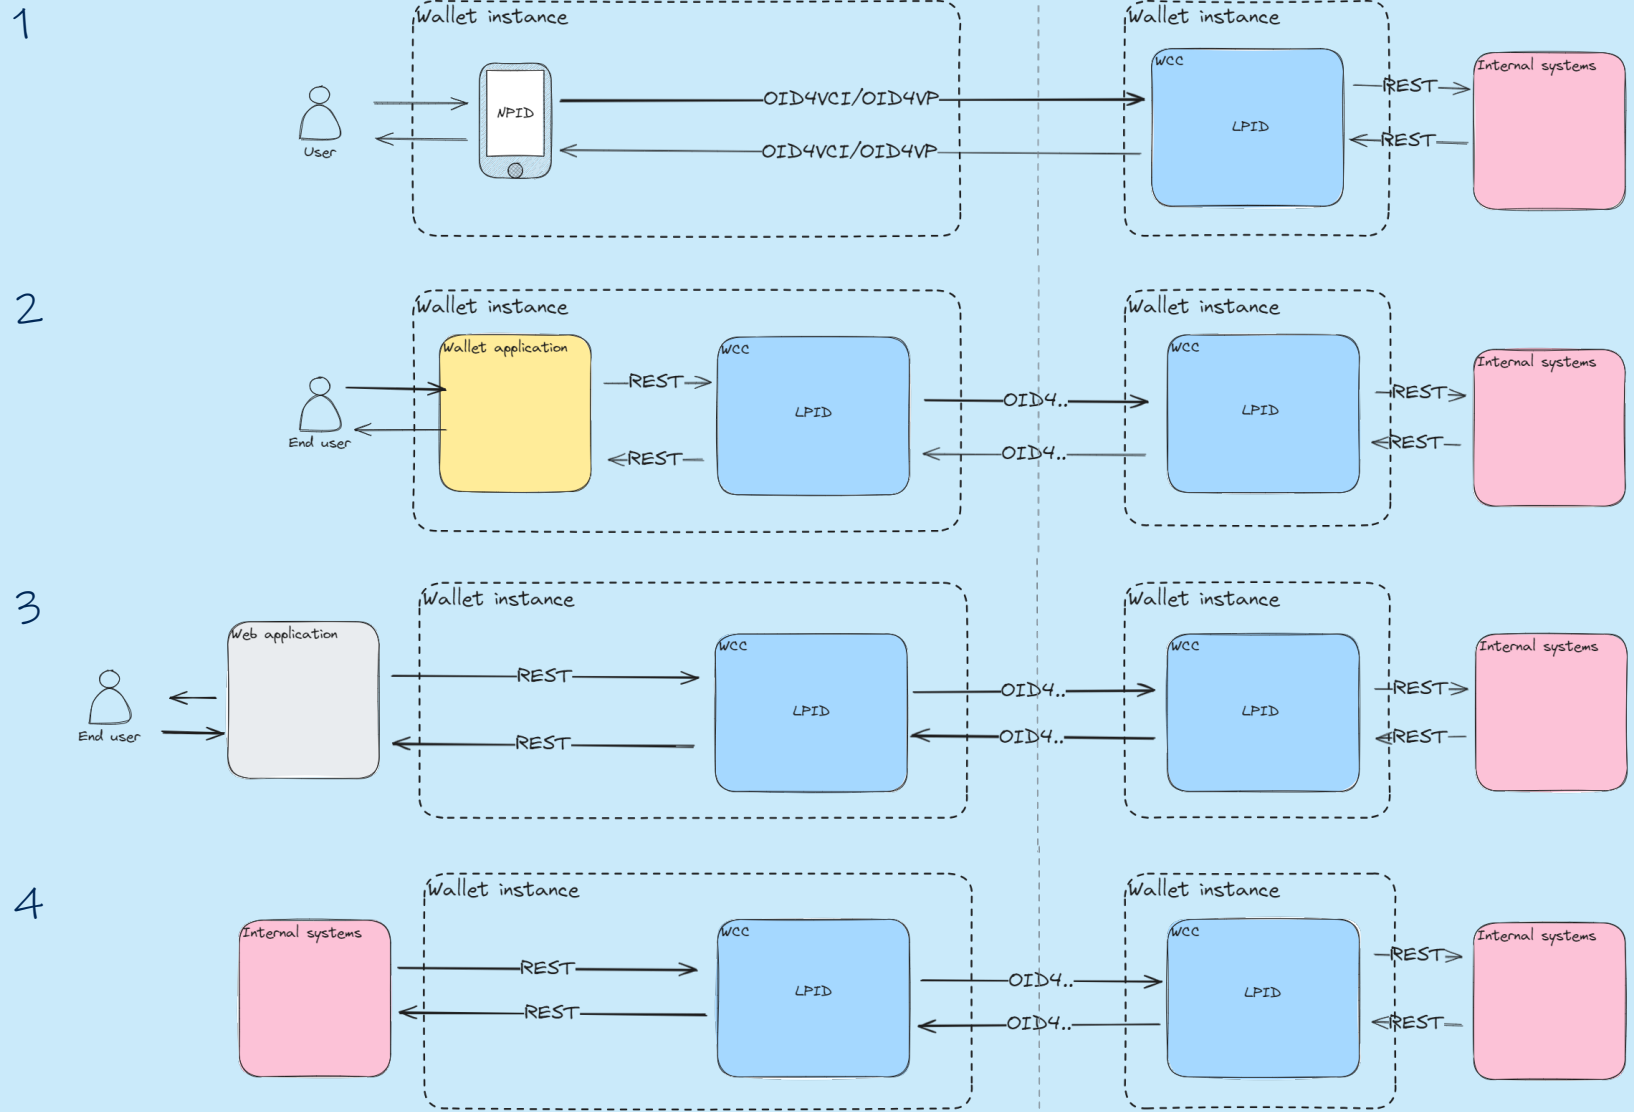 1
Wallet instance
Wallet instance
WCC
Internal systems
NPID
OID4VCI/OID4VP
LPID
REST
OID4VCI/OID4VP
REST
User
2
Wallet instance
Wallet instance
Wallet application
WCC
WCC
Internal systems
REST
LPID
OID4..
LPID
REST
End user
REST
OID4..
REST
3
Wallet instance
Wallet instance
Web application
WCC
WCC
Internal systems
REST
LPID
OID4..
LPID
REST
End user
REST
OID4..
REST
4
Wallet instance
Wallet instance
Internal systems
WCC
WCC
Internal systems
REST
LPID
OID4..
LPID
REST
REST
OID4..
REST